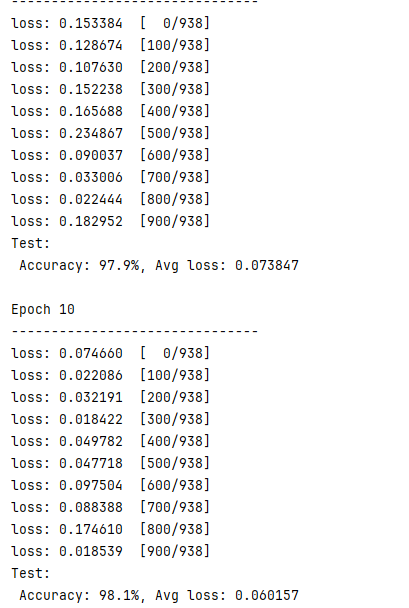 -------------------------------
loss: 0.153384  [  0/938]
loss: 0.128674  [100/938]
loss: 0.107630  [200/938]
loss: 0.152238  [300/938]
loss: 0.165688  [400/938]
loss: 0.234867  [500/938]
loss: 0.090037  [600/938]
loss: 0.033006  [700/938]
loss: 0.022444  [800/938]
loss: 0.182952  [900/938]
Test:
 Accuracy: 97.9%, Avg loss: 0.073847

Epoch 10
-------------------------------
loss: 0.074660  [  0/938]
loss: 0.022086  [100/938]
loss: 0.032191  [200/938]
loss: 0.018422  [300/938]
loss: 0.049782  [400/938]
loss: 0.047718  [500/938]
loss: 0.097504  [600/938]
loss: 0.088388  [700/938]
loss: 0.174610  [800/938]
loss: 0.018539  [900/938]
Test:
 Accuracy: 98.1%, Avg loss: 0.060157